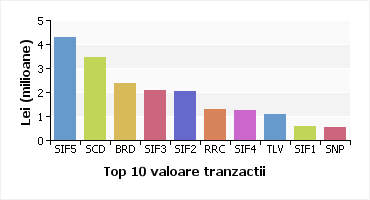 Lei (milioane)
5
4
3
2
1
0
SIF5 SCD BRD SIF3 SIF2 RRC SIF4 TLV SIF1 SNP
Top 10 valoare tranzactii